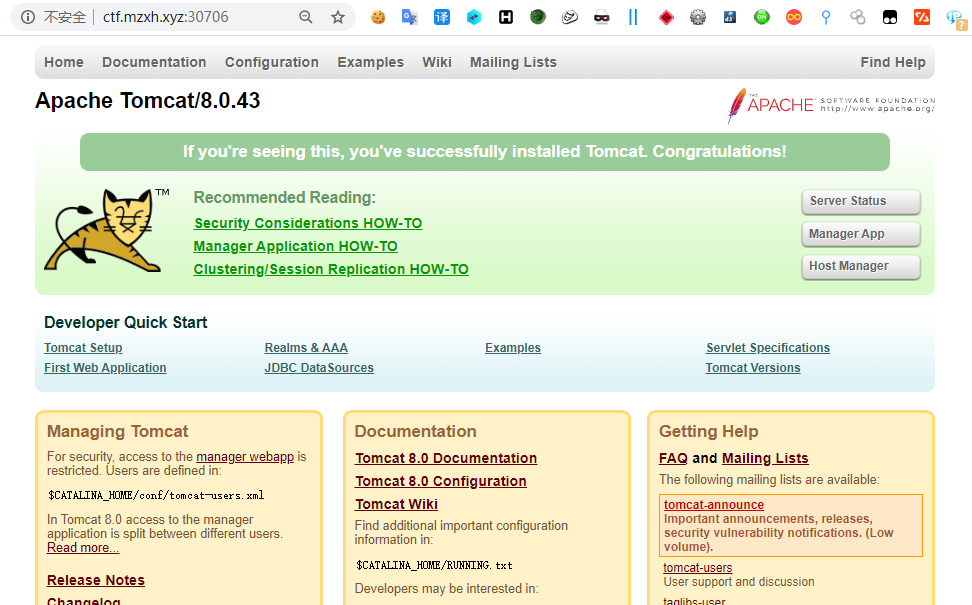 不安全 | ctf.mzxh.xyz:30706
Home Documentation Configuration Examples Wiki Mailing Lists Find Help
Apache Tomcat/8.0.43
THE APACHE SOFTWARE FOUNDATION
http://www.apache.org/
If you're seeing this, you've successfully installed Tomcat. Congratulations!
TM
Recommended Reading:
Security Considerations HOW-TO
Manager Application HOW-TO
Clustering/Session Replication HOW-TO
Server Status
Manager App
Host Manager
Developer Quick Start
Tomcat Setup
First Web Application
Realms & AAA
JDBC DataSources
Examples
Servlet Specifications
Tomcat Versions
Managing Tomcat
For security, access to the manager webapp is
restricted. Users are defined in:
$CATALINA_HOME/conf/tomcat-users.xml
In Tomcat 8.0 access to the manager
application is split between different users.
Read more...
Release Notes
Changelog
Documentation
Tomcat 8.0 Documentation
Tomcat 8.0 Configuration
Tomcat Wiki
Find additional important configuration
information in:
$CATALINA_HOME/RUNNING.txt
Developers may be interested in:
Getting Help
FAQ and Mailing Lists
The following mailing lists are available:
tomcat-announce
Important announcements, releases,
security vulnerability notifications. (Low
volume).
tomcat-users
User support and discussion
taglibs-user